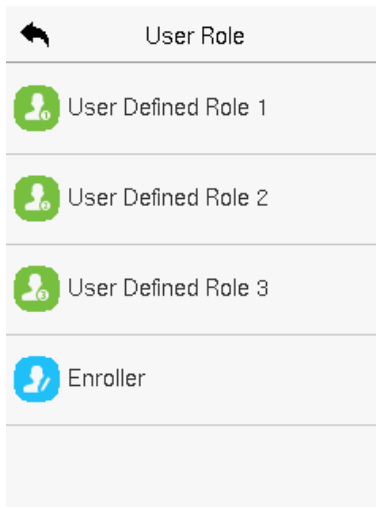 User Role
User Defined Role 1
User Defined Role 2
User Defined Role 3
Enroller